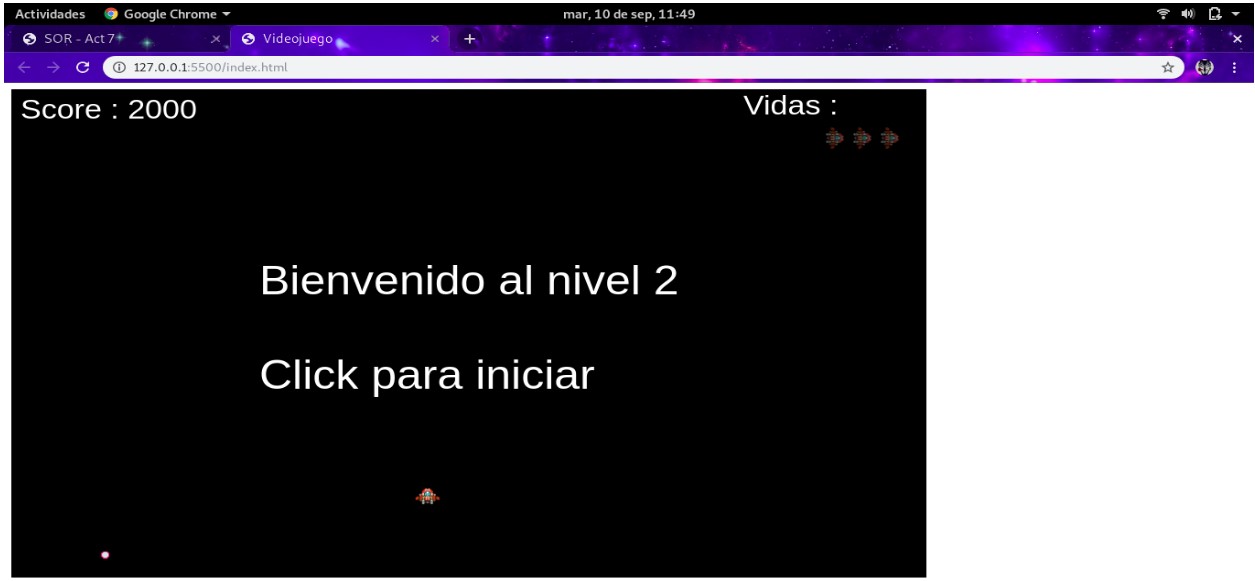 Actividades Google Chrome mar, 10 de sep, 11:49
SOR - Act 7 Videojuego
127.0.0.1:5500/index.html
Score : 2000 Vidas :
Bienvenido al nivel 2
Click para iniciar